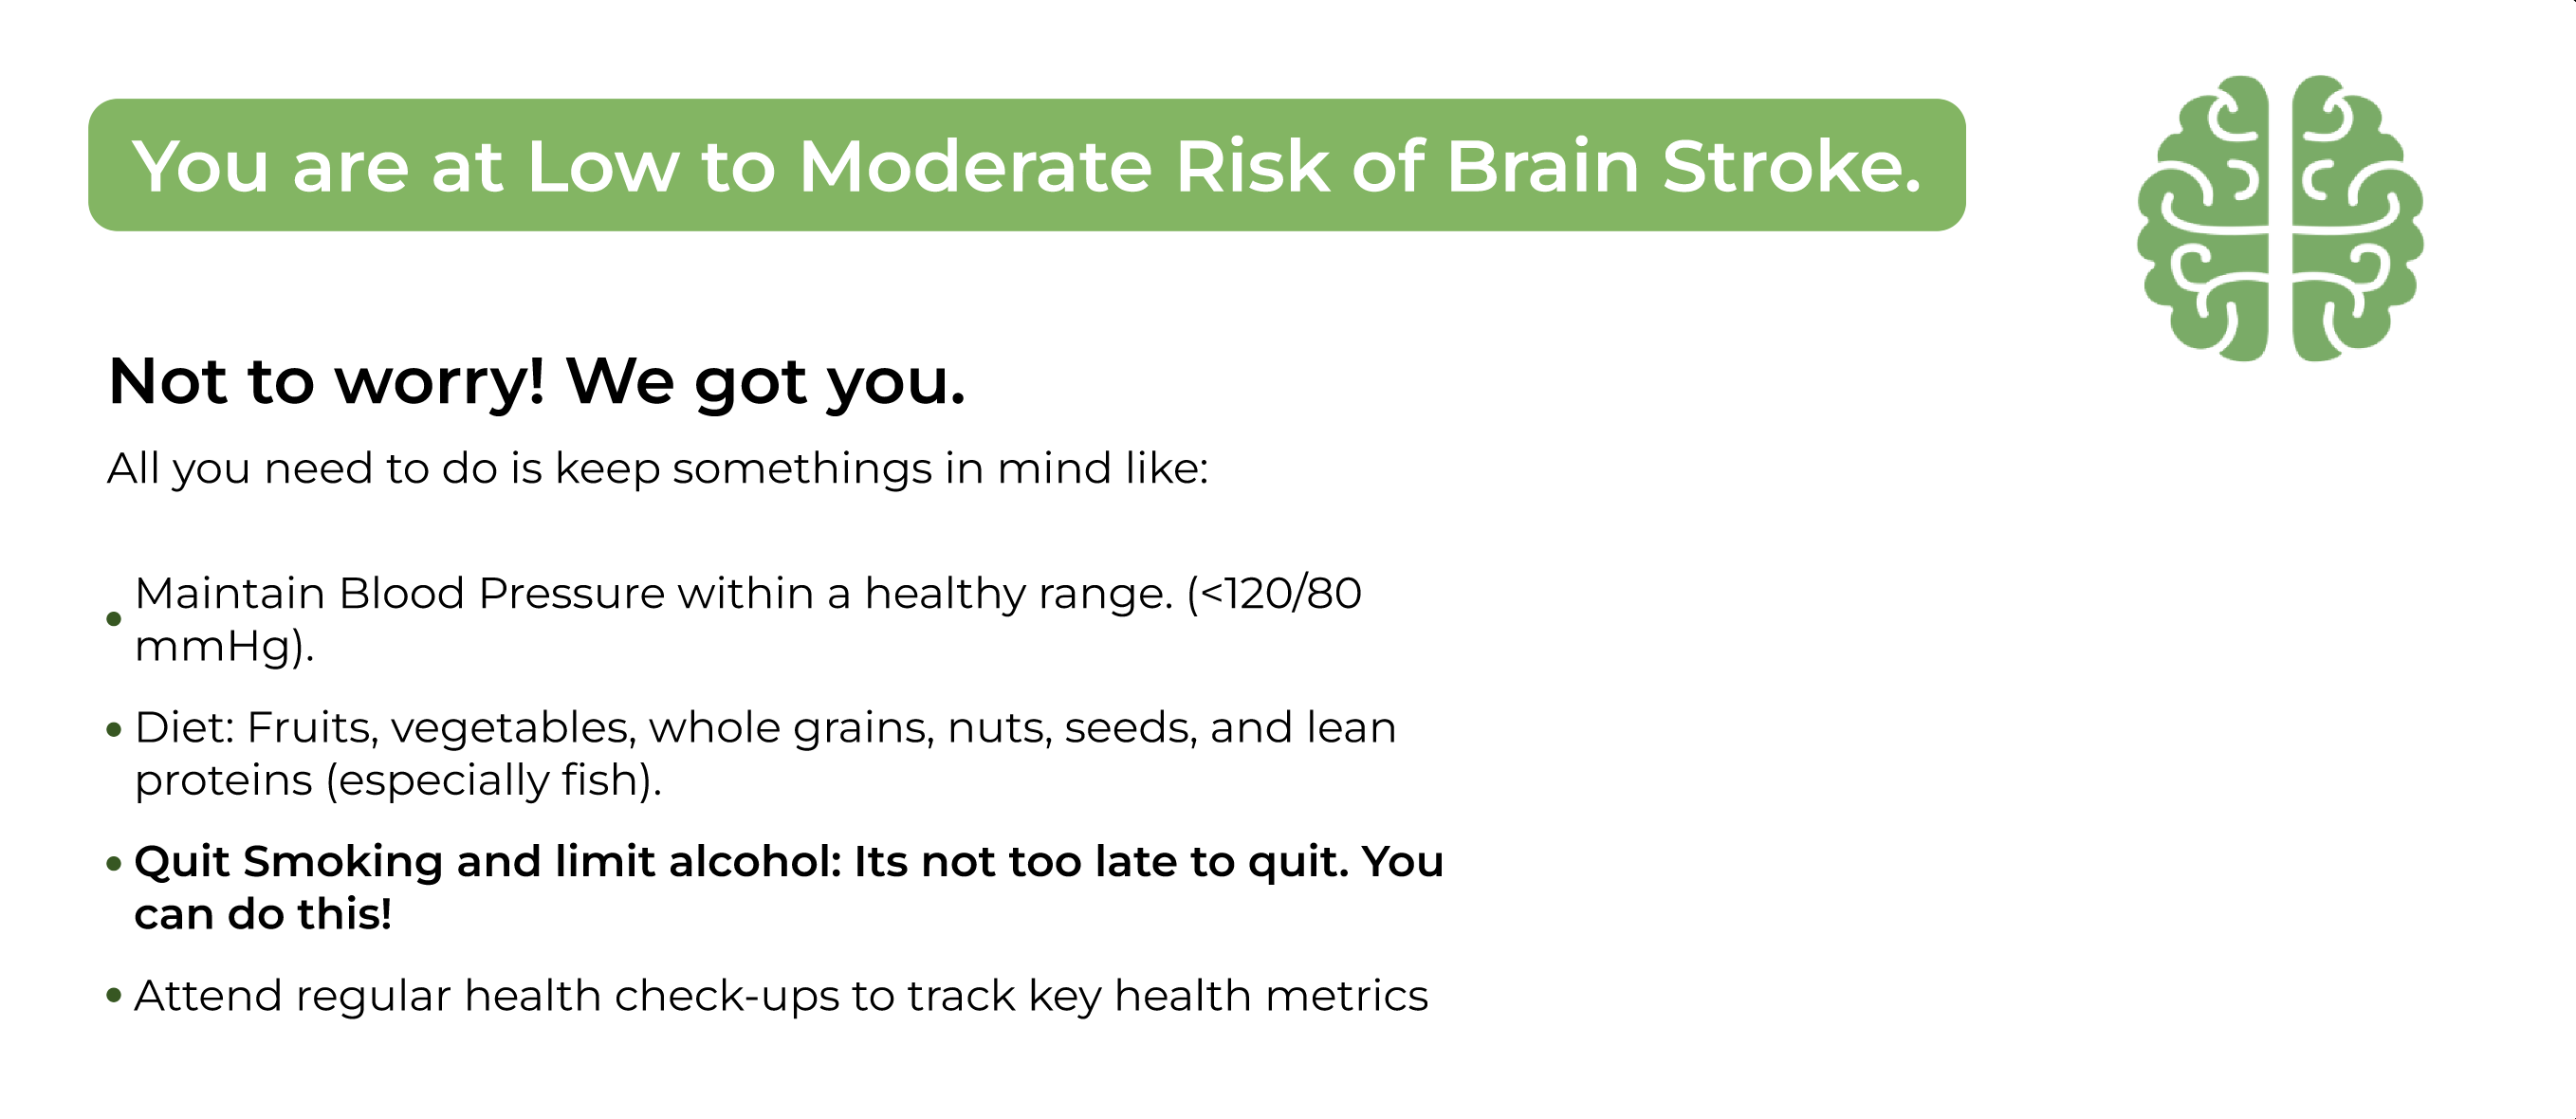 You are at Low to Moderate Risk of Brain Stroke.
Not to worry! We got you.
All you need to do is keep somethings in mind like:
• Maintain Blood Pressure within a healthy range. (<120/80
mmHg).
• Diet: Fruits, vegetables, whole grains, nuts, seeds, and lean
proteins (especially fish).
• Quit Smoking and limit alcohol: Its not too late to quit. You
can do this!
• Attend regular health check-ups to track key health metrics